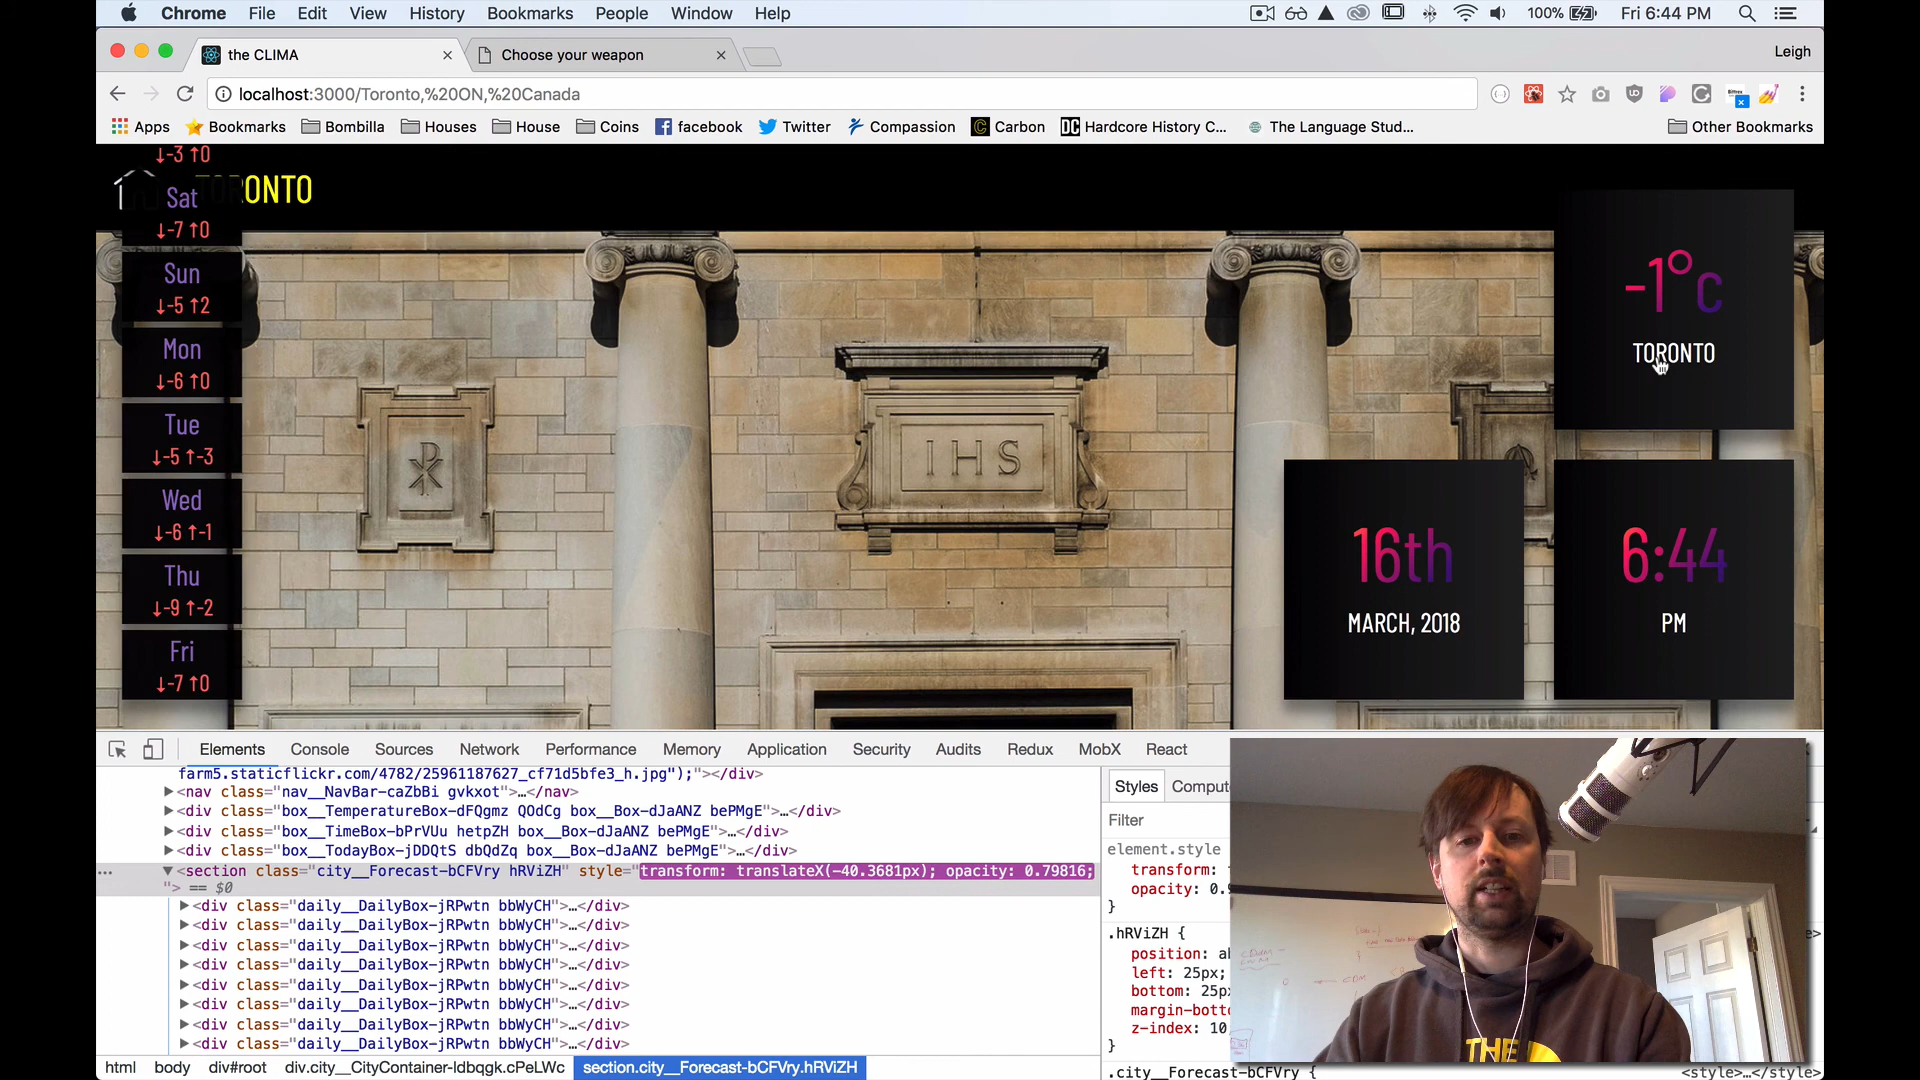 Chrome File Edit View History Bookmarks People Window Help 100% Fri 6:44 PM
the CLIMA Choose your weapon Leigh
localhost:3000/Toronto,%20ON,%20Canada
Apps Bookmarks Bombilla Houses House Coins facebook Twitter Compassion Carbon Hardcore History C... The Language Stud... Other Bookmarks
↓-3 ↑0
TORONTO
Sat
↓-7 ↑0
Sun
↓-5 ↑2
Mon
↓-6 ↑0
Tue
↓-5 ↑-3
Wed
↓-6 ↑-1
Thu
↓-9 ↑-2
Fri
↓-7 ↑0
IHS
-1°c
TORONTO
16th
MARCH, 2018
6:44
PM
Elements Console Sources Network Performance Memory Application Security Audits Redux MobX React
farm5.staticflickr.com/4782/25961187627_cf71d5bfe3_h.jpg");"></div>
<nav class="nav__NavBar-caZbBi gvkxot">…</nav>
<div class="box__TemperatureBox-dFQgmz QOdCg box__Box-dJaANZ bePMgE">…</div>
<div class="box__TimeBox-bPrVUu hetpZH box__Box-dJaANZ bePMgE">…</div>
<div class="box__TodayBox-jDDQtS dbQdZq box__Box-dJaANZ bePMgE">…</div>
<section class="city__Forecast-bCFVry hRViZH" style="transform: translateX(-40.3681px); opacity: 0.79816;
"> == $0
<div class="daily__DailyBox-jRPwtn bbWyCH">…</div>
<div class="daily__DailyBox-jRPwtn bbWyCH">…</div>
<div class="daily__DailyBox-jRPwtn bbWyCH">…</div>
<div class="daily__DailyBox-jRPwtn bbWyCH">…</div>
<div class="daily__DailyBox-jRPwtn bbWyCH">…</div>
<div class="daily__DailyBox-jRPwtn bbWyCH">…</div>
<div class="daily__DailyBox-jRPwtn bbWyCH">…</div>
<div class="daily__DailyBox-jRPwtn bbWyCH">…</div>
html body div#root div.city__CityContainer-ldbqgk.cPeLWc section.city__Forecast-bCFVry.hRViZH
Styles Comput
Filter
element.style
transform:
opacity: 0.
}
.hRViZH {
position: a
left: 25px;
bottom: 25p
margin-bott
z-index: 10
}
.city__Forecast-bCFVry { <style>…</style>
THE